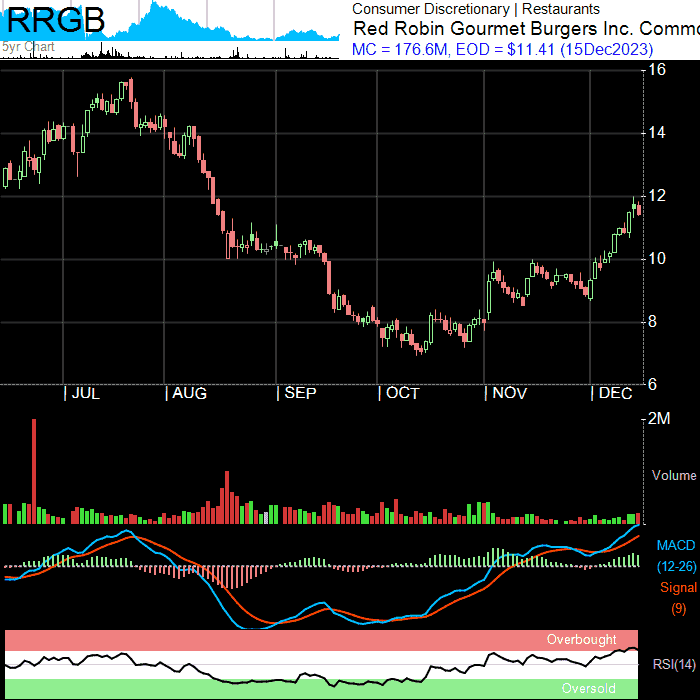 RRGB
5yr Chart
Consumer Discretionary | Restaurants
Red Robin Gourmet Burgers Inc. Commo
MC = 176.6M, EOD = $11.41 (15Dec2023)
16
14
12
10
8
6
JUL AUG SEP OCT NOV DEC
2M
Volume
MACD
(12-26)
Signal
(9)
Overbought
RSI(14)
Oversold